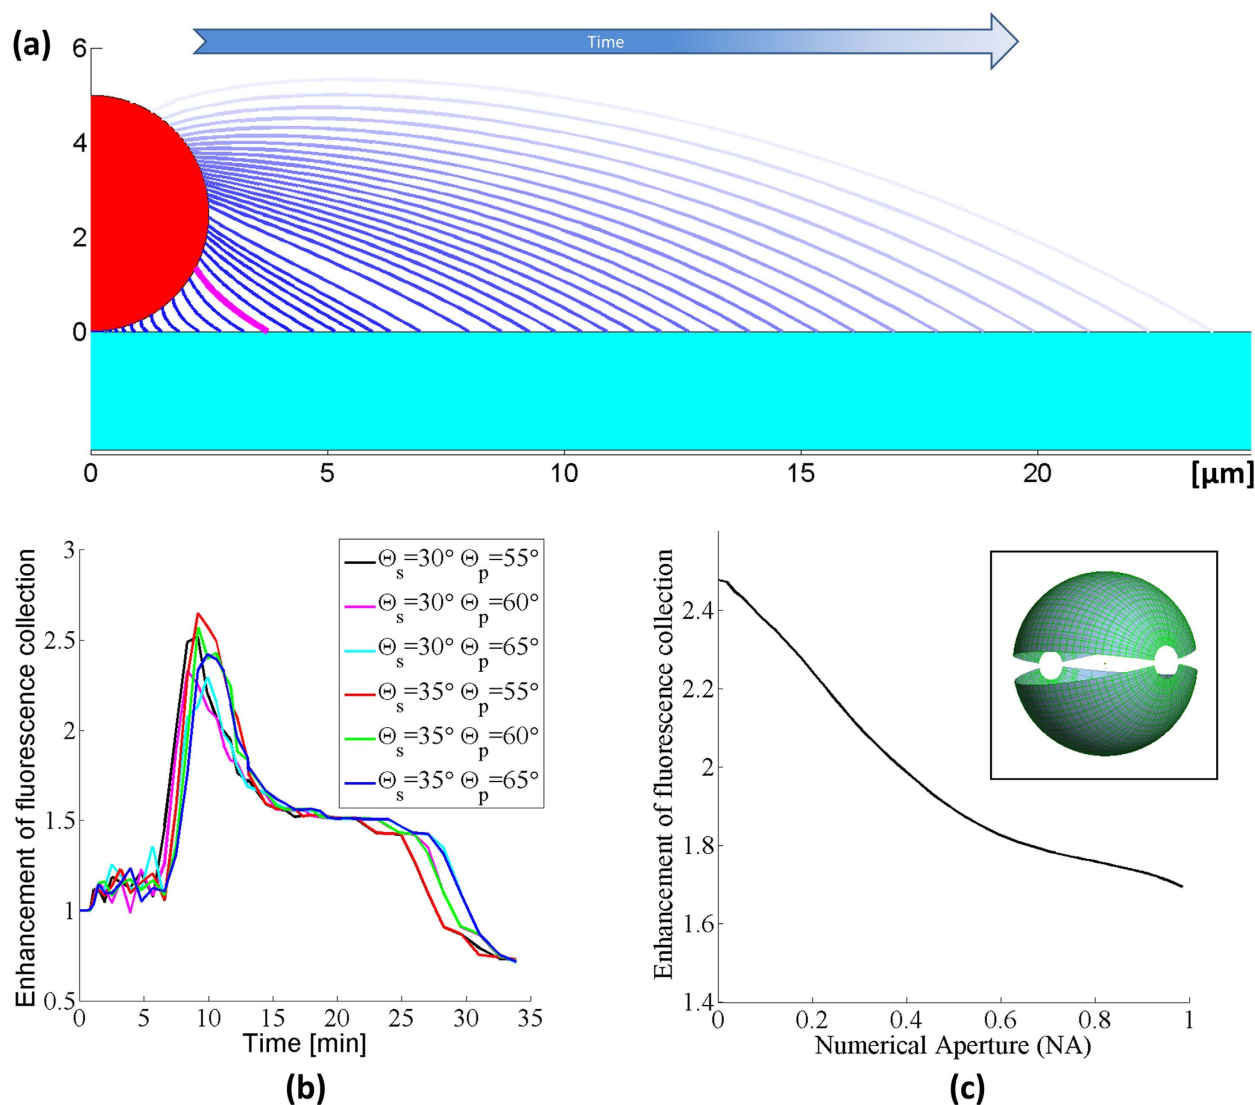 (a)
Time
6
4
2
0
0 5 10 15 20 [μm]
Enhancement of fluorescence collection
3
2.5
2
1.5
1
0.5
0 5 10 15 20 25 30 35
Time [min]
Θs=30° Θp=55°
Θs=30° Θp=60°
Θs=30° Θp=65°
Θs=35° Θp=55°
Θs=35° Θp=60°
Θs=35° Θp=65°
(b)
Enhancement of fluorescence collection
2.4
2.2
2
1.8
1.6
1.4
0 0.2 0.4 0.6 0.8 1
Numerical Aperture (NA)
(c)